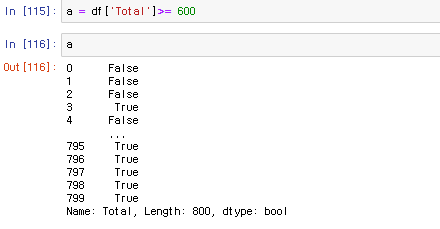 In [115]: a = df['Total']>= 600
In [116]: a
Out [116]: 0      False
1      False
2      False
3       True
4      False
...
795     True
796     True
797     True
798     True
799     True
Name: Total, Length: 800, dtype: bool